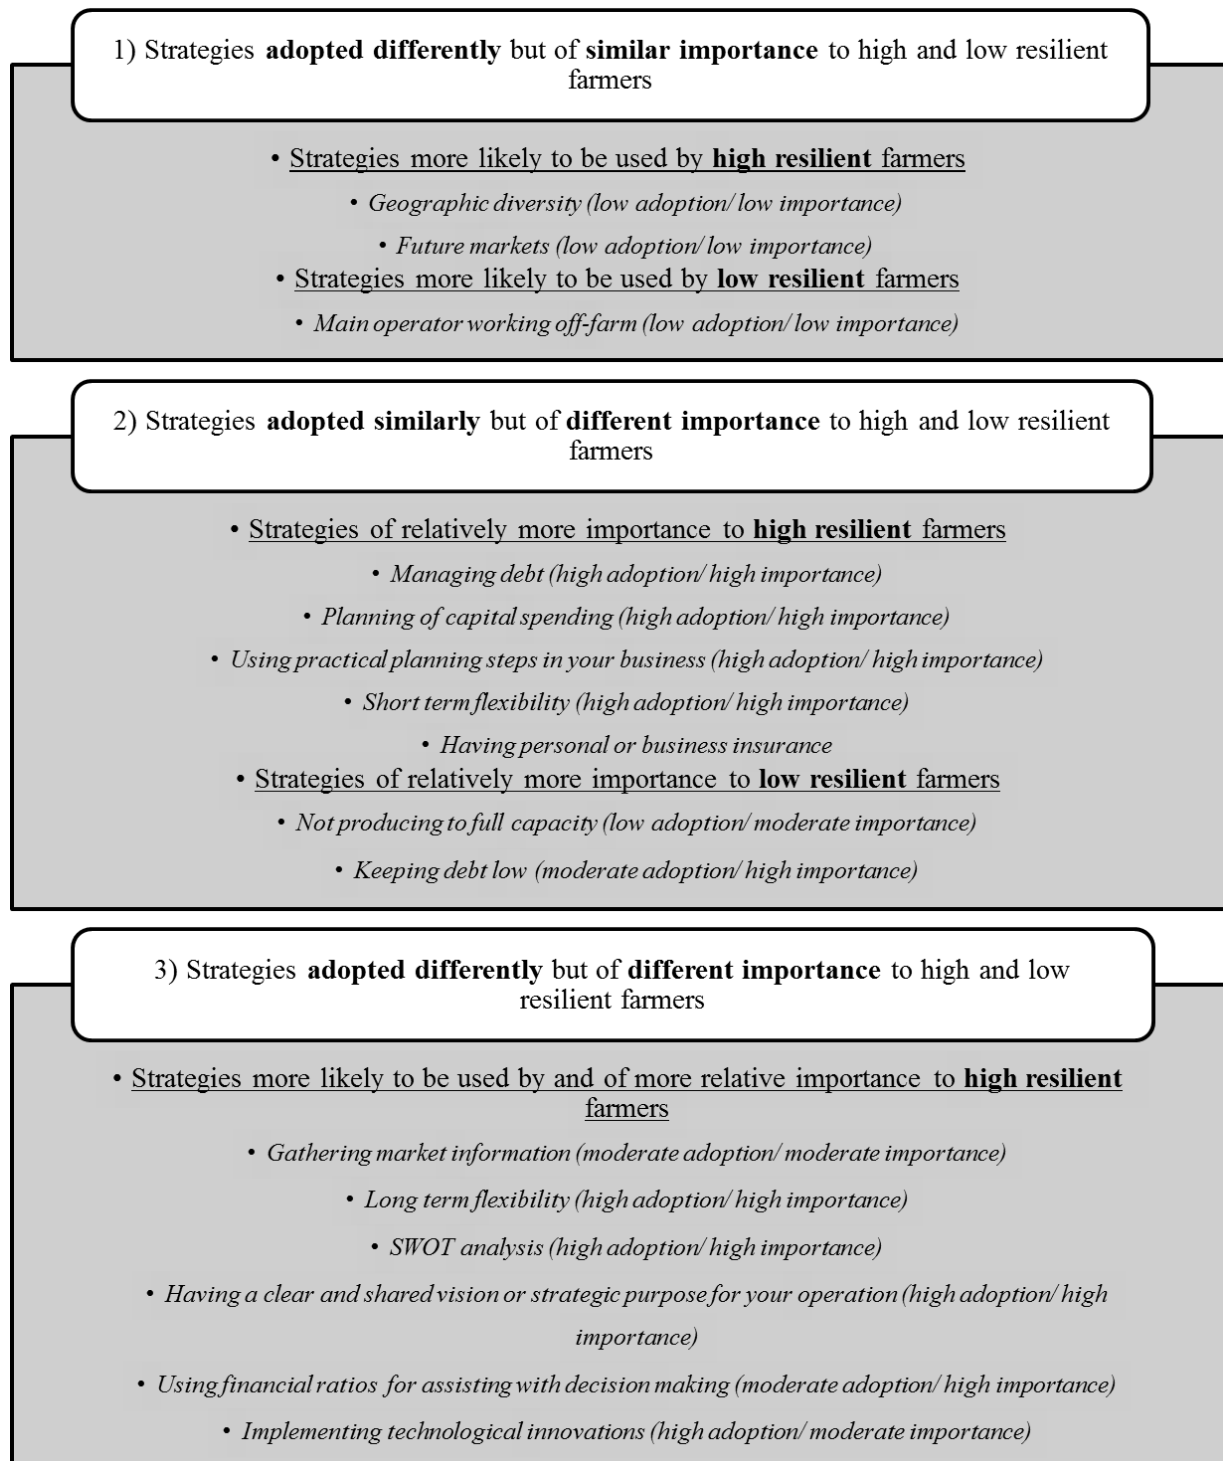 1) Strategies adopted differently but of similar importance to high and low resilient
farmers
• Strategies more likely to be used by high resilient farmers
• Geographic diversity (low adoption/ low importance)
• Future markets (low adoption/ low importance)
• Strategies more likely to be used by low resilient farmers
• Main operator working off-farm (low adoption/ low importance)
2) Strategies adopted similarly but of different importance to high and low resilient
farmers
• Strategies of relatively more importance to high resilient farmers
• Managing debt (high adoption/ high importance)
• Planning of capital spending (high adoption/ high importance)
• Using practical planning steps in your business (high adoption/ high importance)
• Short term flexibility (high adoption/ high importance)
• Having personal or business insurance
• Strategies of relatively more importance to low resilient farmers
• Not producing to full capacity (low adoption/ moderate importance)
• Keeping debt low (moderate adoption/ high importance)
3) Strategies adopted differently but of different importance to high and low
resilient farmers
• Strategies more likely to be used by and of more relative importance to high resilient
farmers
• Gathering market information (moderate adoption/ moderate importance)
• Long term flexibility (high adoption/ high importance)
• SWOT analysis (high adoption/ high importance)
• Having a clear and shared vision or strategic purpose for your operation (high adoption/ high
importance)
• Using financial ratios for assisting with decision making (moderate adoption/ high importance)
• Implementing technological innovations (high adoption/ moderate importance)